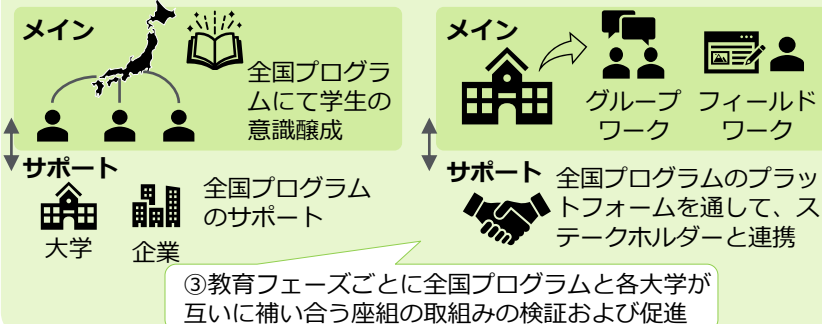 メイン
全国プログラ
ムにて学生の
意識醸成
サポート
大学
企業
全国プログラム
のサポート
メイン
グループ
ワーク
フィールド
ワーク
サポート
全国プログラムのプラッ
トフォームを通して、ス
テークホルダーと連携
③教育フェーズごとに全国プログラムと各大学が
互いに補い合う座組の取組みの検証および促進